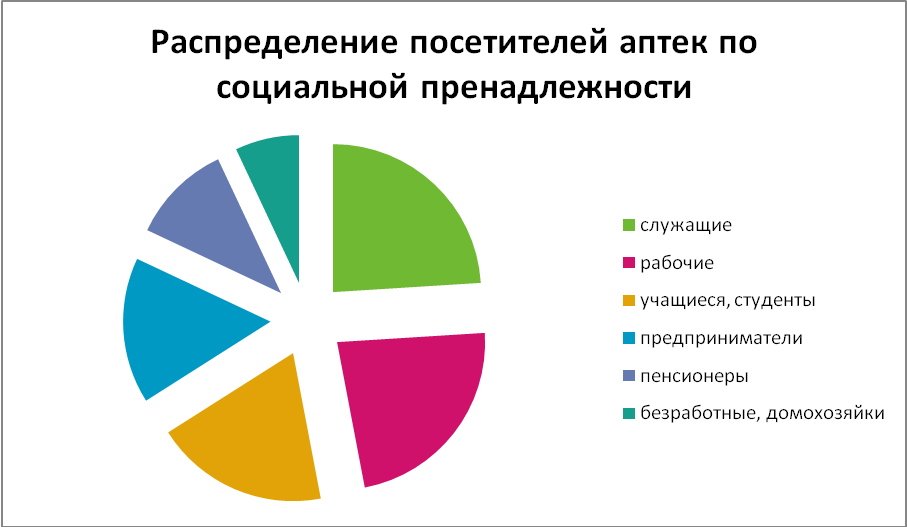 Распределение посетителей аптек по
социальной пренадлежности
служащие
рабочие
учащиеся, студенты
предприниматели
пенсионеры
безработные, домохозяйки